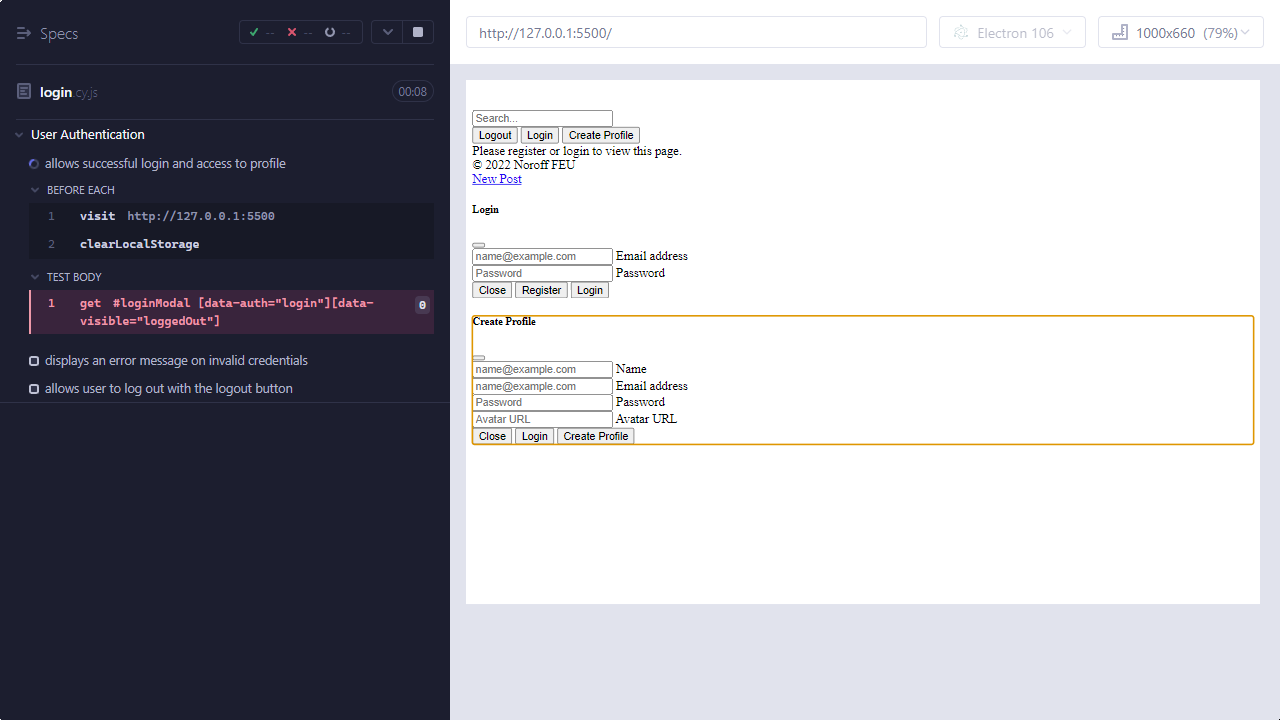 Specs
-- -- --
login.cy.js
00:08
User Authentication
allows successful login and access to profile
BEFORE EACH
1 visit http://127.0.0.1:5500
2 clearLocalStorage
TEST BODY
1 get #loginModal [data-auth="login"][data-
visible="loggedOut"]
0
displays an error message on invalid credentials
allows user to log out with the logout button
http://127.0.0.1:5500/
Electron 106
1000x660 (79%)
Search...
Logout Login Create Profile
Please register or login to view this page.
© 2022 Noroff FEU
New Post
Login
name@example.com Email address
Password Password
Close Register Login
Create Profile
name@example.com Name
name@example.com Email address
Password Password
Avatar URL Avatar URL
Close Login Create Profile